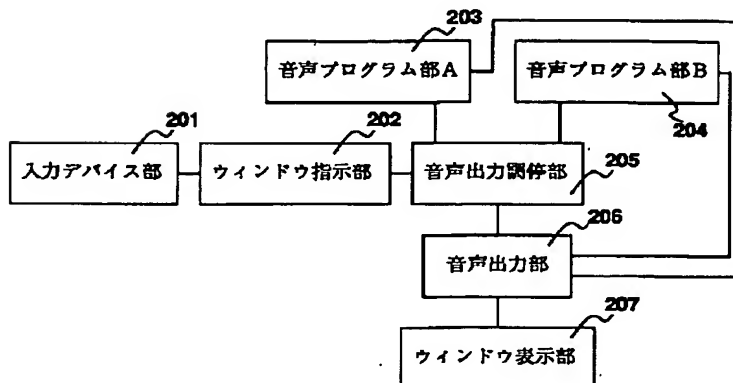 203
音声プログラム部A
音声プログラム部B
204
201
入力デバイス部
202
ウィンドウ指示部
音声出力調停部
205
206
音声出力部
207
ウィンドウ表示部